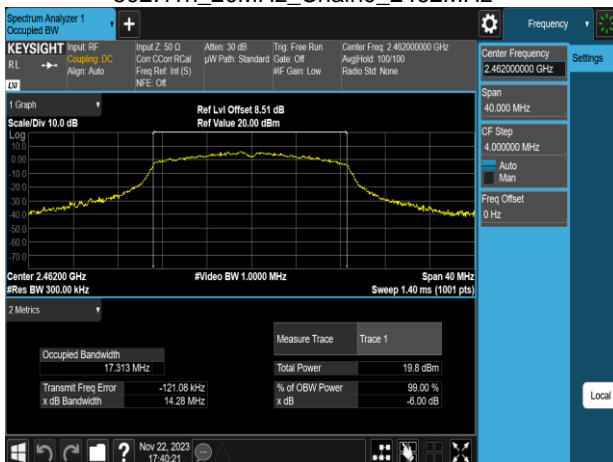 Spectrum Analyzer 1
Occupied BW
+
Frequency
KEYSIGHT
RL
LXI
Input: RF
Coupling: DC
Align: Auto
Input Z: 50 Ω
Corr CCorr RCal
Freq Ref: Int (S)
NFE: Off
Atten: 30 dB
µW Path: Standard
Trig: Free Run
Gate: Off
#IF Gain: Low
Center Freq: 2.462000000 GHz
Avg|Hold: 100/100
Radio Std: None
Center Frequency
2.462000000 GHz
Settings
Span
40.000 MHz
CF Step
4.000000 MHz
Auto
Man
Freq Offset
0 Hz
1 Graph
Scale/Div 10.0 dB
Ref Lvl Offset 8.51 dB
Ref Value 20.00 dBm
Log
10.0
0.00
-10.0
-20.0
-30.0
-40.0
-50.0
-60.0
-70.0
Center 2.46200 GHz
#Res BW 300.00 kHz
#Video BW 1.0000 MHz
Span 40 MHz
Sweep 1.40 ms (1001 pts)
2 Metrics
Measure Trace
Trace 1
Occupied Bandwidth
17.313 MHz
Total Power
19.8 dBm
Transmit Freq Error
-121.08 kHz
% of OBW Power
99.00 %
x dB Bandwidth
14.28 MHz
x dB
-6.00 dB
Local
?
Nov 22, 2023
17:40:21